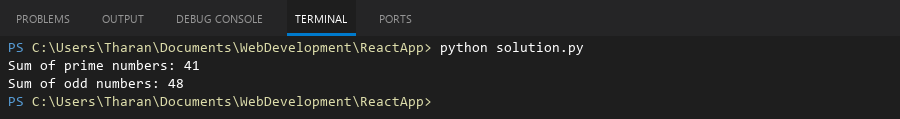 PROBLEMS OUTPUT DEBUG CONSOLE TERMINAL PORTS
PS C:\Users\Tharan\Documents\WebDevelopment\ReactApp> python solution.py
Sum of prime numbers: 41
Sum of odd numbers: 48
PS C:\Users\Tharan\Documents\WebDevelopment\ReactApp>